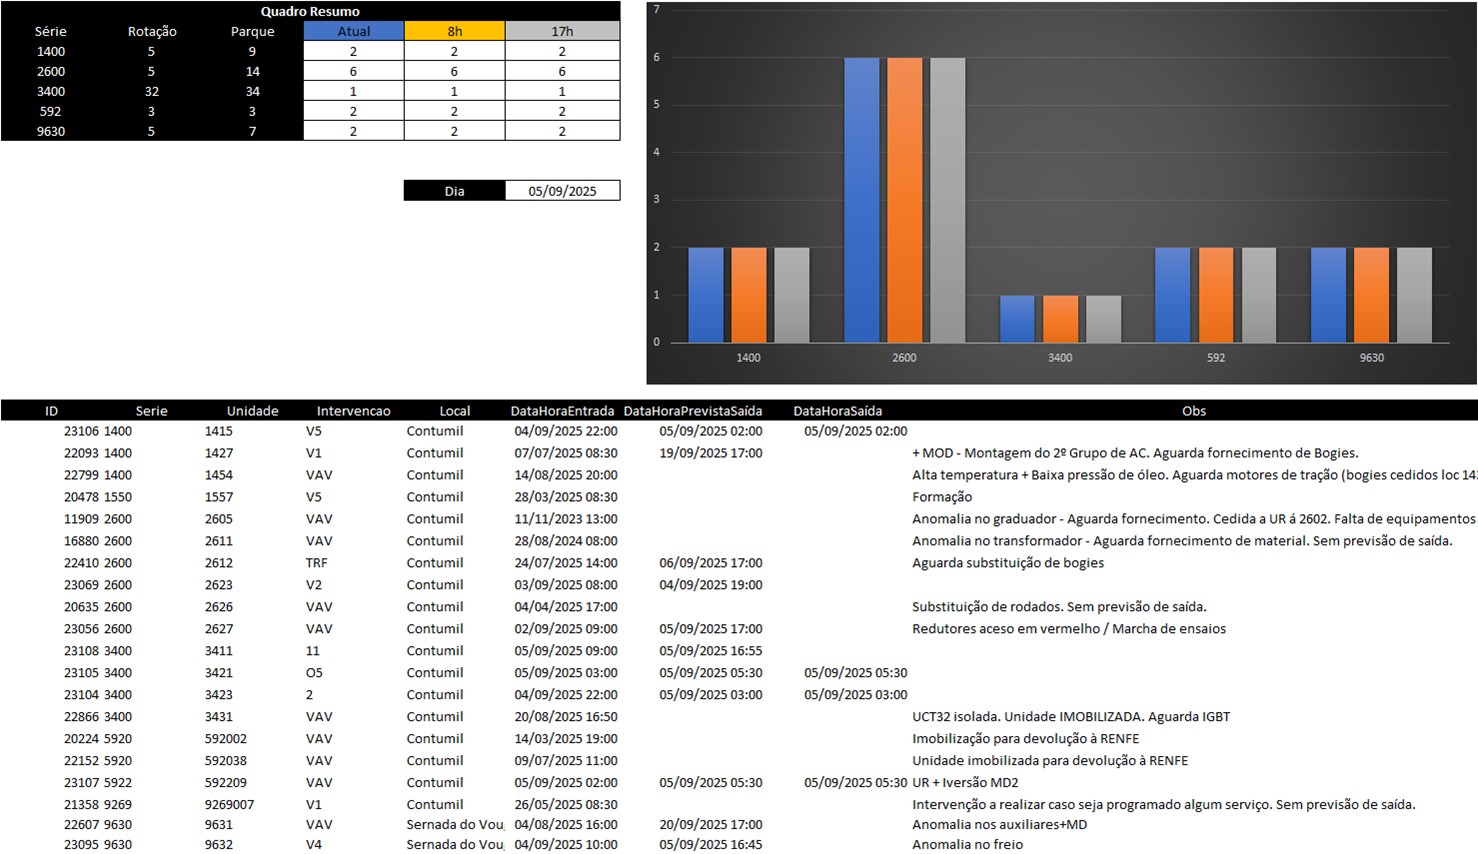 Quadro Resumo
Série Rotação Parque Atual 8h 17h
1400 5 9 2 2 2
2600 5 14 6 6 6
3400 32 34 1 1 1
592 3 3 2 2 2
9630 5 7 2 2 2
Dia 05/09/2025
7
6
5
4
3
2
1
0
1400 2600 3400 592 9630
ID Serie Unidade Intervencao Local DataHoraEntrada DataHoraPrevistaSaída DataHoraSaída Obs
23106 1400 1415 V5 Contumil 04/09/2025 22:00 05/09/2025 02:00 05/09/2025 02:00
22093 1400 1427 V1 Contumil 07/07/2025 08:30 19/09/2025 17:00 + MOD - Montagem do 2º Grupo de AC. Aguarda fornecimento de Bogies.
22799 1400 1454 VAV Contumil 14/08/2025 20:00 Alta temperatura + Baixa pressão de óleo. Aguarda motores de tração (bogies cedidos loc 143
20478 1550 1557 V5 Contumil 28/03/2025 08:30 Formação
11909 2600 2605 VAV Contumil 11/11/2023 13:00 Anomalia no graduador - Aguarda fornecimento. Cedida a UR á 2602. Falta de equipamentos
16880 2600 2611 VAV Contumil 28/08/2024 08:00 Anomalia no transformador - Aguarda fornecimento de material. Sem previsão de saída.
22410 2600 2612 TRF Contumil 24/07/2025 14:00 06/09/2025 17:00 Aguarda substituição de bogies
23069 2600 2623 V2 Contumil 03/09/2025 08:00 04/09/2025 19:00
20635 2600 2626 VAV Contumil 04/04/2025 17:00 Substituição de rodados. Sem previsão de saída.
23056 2600 2627 VAV Contumil 02/09/2025 09:00 05/09/2025 17:00 Redutores aceso em vermelho / Marcha de ensaios
23108 3400 3411 11 Contumil 05/09/2025 09:00 05/09/2025 16:55
23105 3400 3421 O5 Contumil 05/09/2025 03:00 05/09/2025 05:30 05/09/2025 05:30
23104 3400 3423 2 Contumil 04/09/2025 22:00 05/09/2025 03:00 05/09/2025 03:00
22866 3400 3431 VAV Contumil 20/08/2025 16:50 UCT32 isolada. Unidade IMOBILIZADA. Aguarda IGBT
20224 5920 592002 VAV Contumil 14/03/2025 19:00 Imobilização para devolução à RENFE
22152 5920 592038 VAV Contumil 09/07/2025 11:00 Unidade imobilizada para devolução à RENFE
23107 5922 592209 VAV Contumil 05/09/2025 02:00 05/09/2025 05:30 05/09/2025 05:30 UR + Iversão MD2
21358 9269 9269007 V1 Contumil 26/05/2025 08:30 Intervenção a realizar caso seja programado algum serviço. Sem previsão de saída.
22607 9630 9631 VAV Sernada do Vou 04/08/2025 16:00 20/09/2025 17:00 Anomalia nos auxiliares+MD
23095 9630 9632 V4 Sernada do Vou 04/09/2025 10:00 05/09/2025 16:45 Anomalia no freio